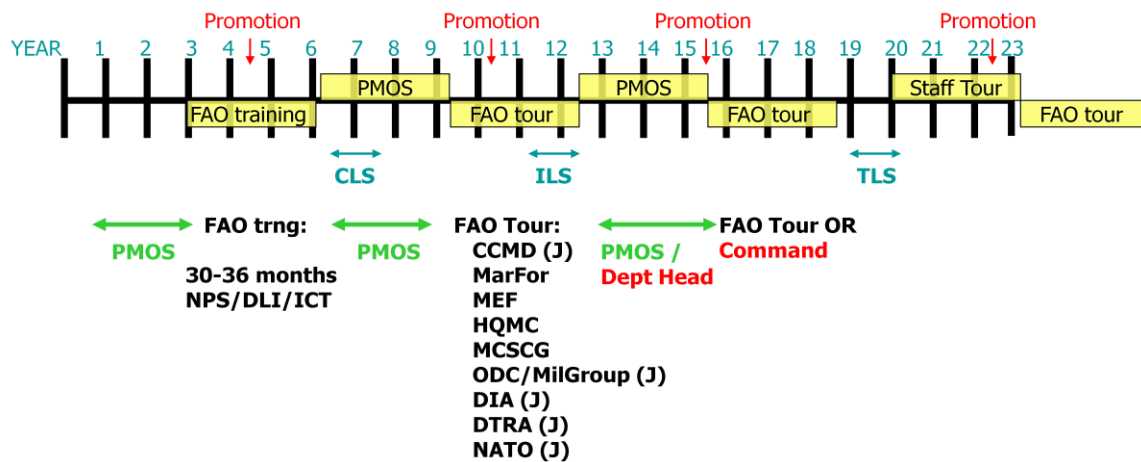 Promotion Promotion Promotion Promotion
YEAR 1 2 3 4 5 6 7 8 9 10 11 12 13 14 15 16 17 18 19 20 21 22 23
PMOS PMOS Staff Tour
FAO training FAO tour FAO tour FAO tour
CLS ILS TLS
PMOS
FAO trng:
30-36 months
NPS/DLI/ICT
PMOS
FAO Tour:
CCMD (J)
MarFor
MEF
HQMC
MCSCG
ODC/MilGroup (J)
DIA (J)
DTRA (J)
NATO (J)
PMOS /
Dept Head
FAO Tour OR
Command